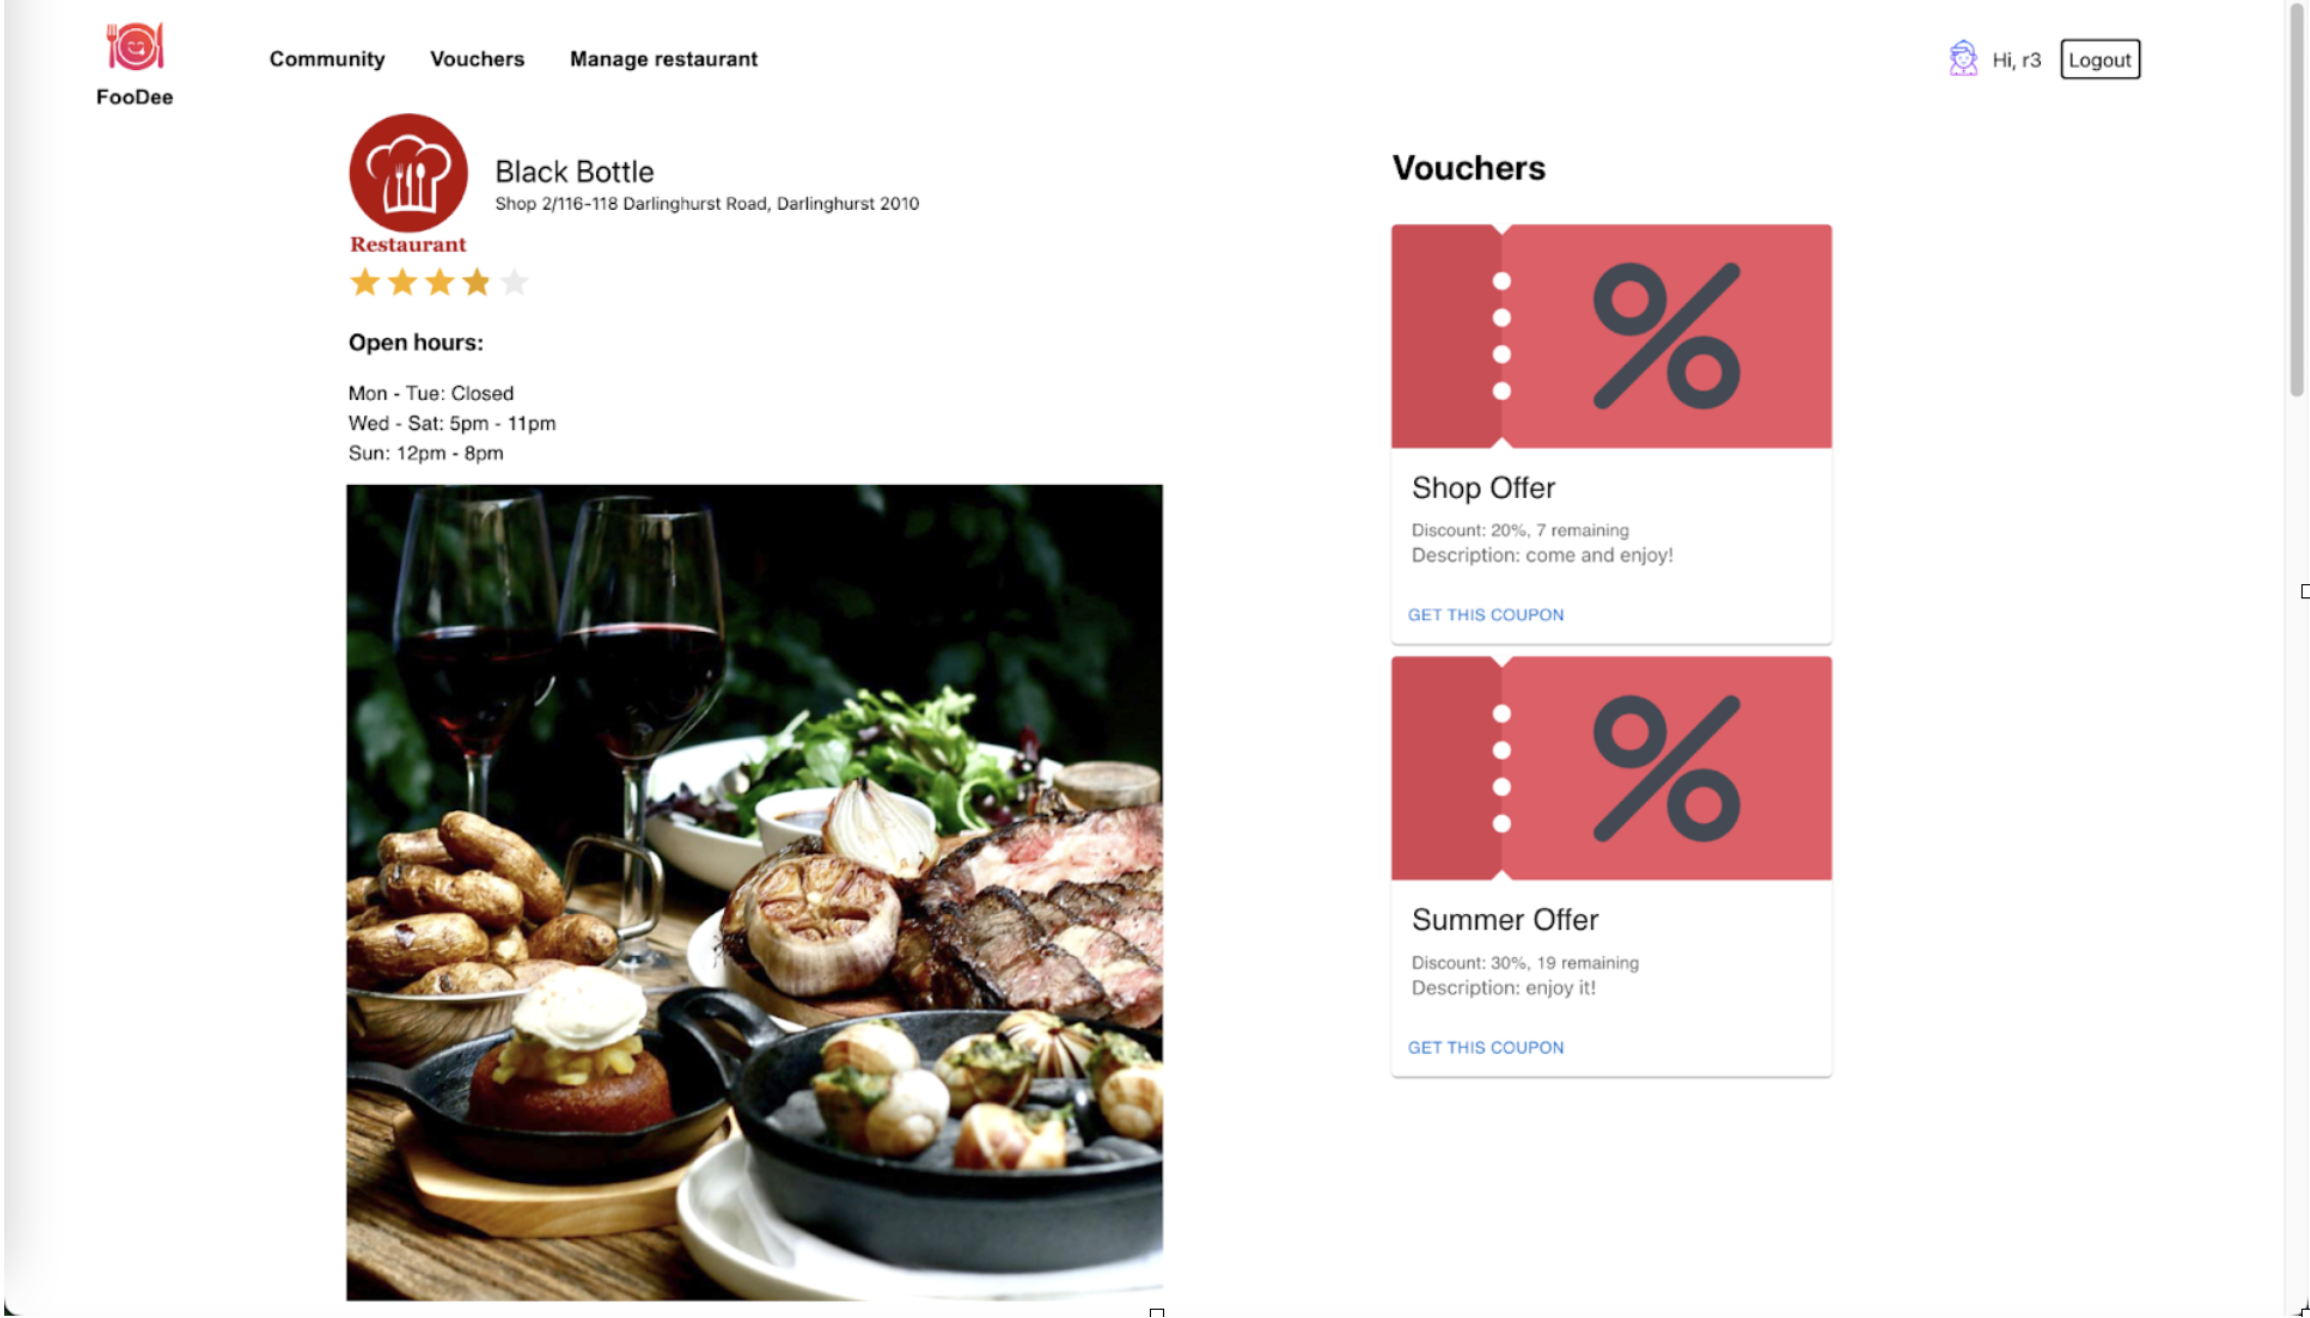 FooDee
Community
Vouchers
Manage restaurant
Hi, r3
Logout
Restaurant
Black Bottle
Shop 2/116-118 Darlinghurst Road, Darlinghurst 2010
Open hours:
Mon - Tue: Closed
Wed - Sat: 5pm - 11pm
Sun: 12pm - 8pm
Vouchers
%
Shop Offer
Discount: 20%, 7 remaining
Description: come and enjoy!
GET THIS COUPON
%
Summer Offer
Discount: 30%, 19 remaining
Description: enjoy it!
GET THIS COUPON